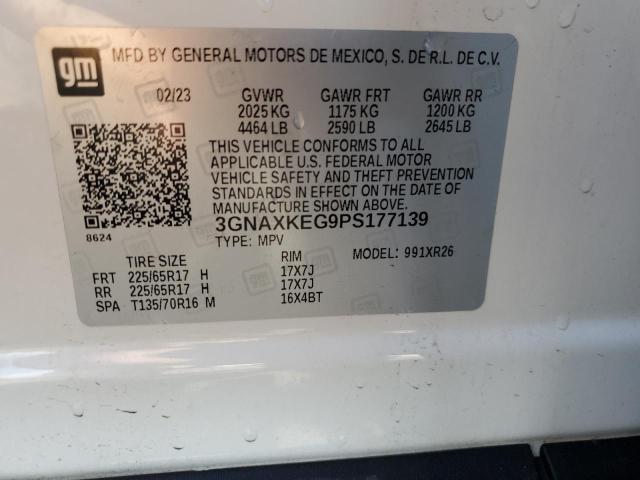 gm MFD BY GENERAL MOTORS DE MEXICO, S. DE R.L. DE C.V.
02/23 GVWR GAWR FRT GAWR RR
2025 KG 1175 KG 1200 KG
4464 LB 2590 LB 2645 LB
THIS VEHICLE CONFORMS TO ALL
APPLICABLE U.S. FEDERAL MOTOR
VEHICLE SAFETY AND THEFT PREVENTION
STANDARDS IN EFFECT ON THE DATE OF
MANUFACTURE SHOWN ABOVE.
3GNAXKEG9PS177139
8624
TYPE: MPV MODEL: 991XR26
TIRE SIZE RIM
FRT 225/65R17 H 17X7J
RR 225/65R17 H 17X7J
SPA T135/70R16 M 16X4BT